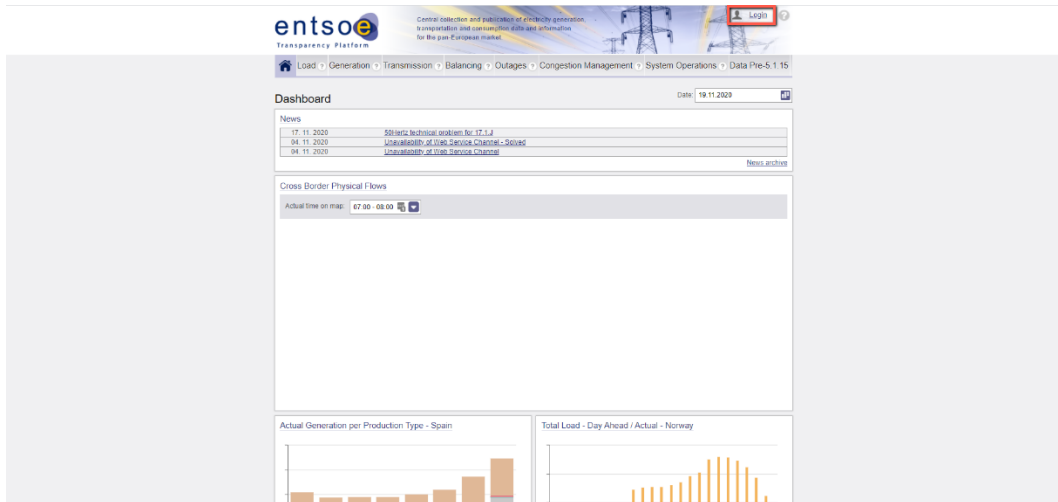 entsoe
Transparency Platform
Central collection and publication of electricity generation,
transportation and consumption data and information
for the pan-European market.
Login
Load Generation Transmission Balancing Outages Congestion Management System Operations Data Pre-5.1.15
Dashboard
Date: 19.11.2020
News
17. 11. 2020 50Hertz technical problem for 17.1.J
04. 11. 2020 Unavailability of Web Service Channel - Solved
04. 11. 2020 Unavailability of Web Service Channel
News archive
Cross Border Physical Flows
Actual time on map: 07:00 - 08:00
Actual Generation per Production Type - Spain
Total Load - Day Ahead / Actual - Norway